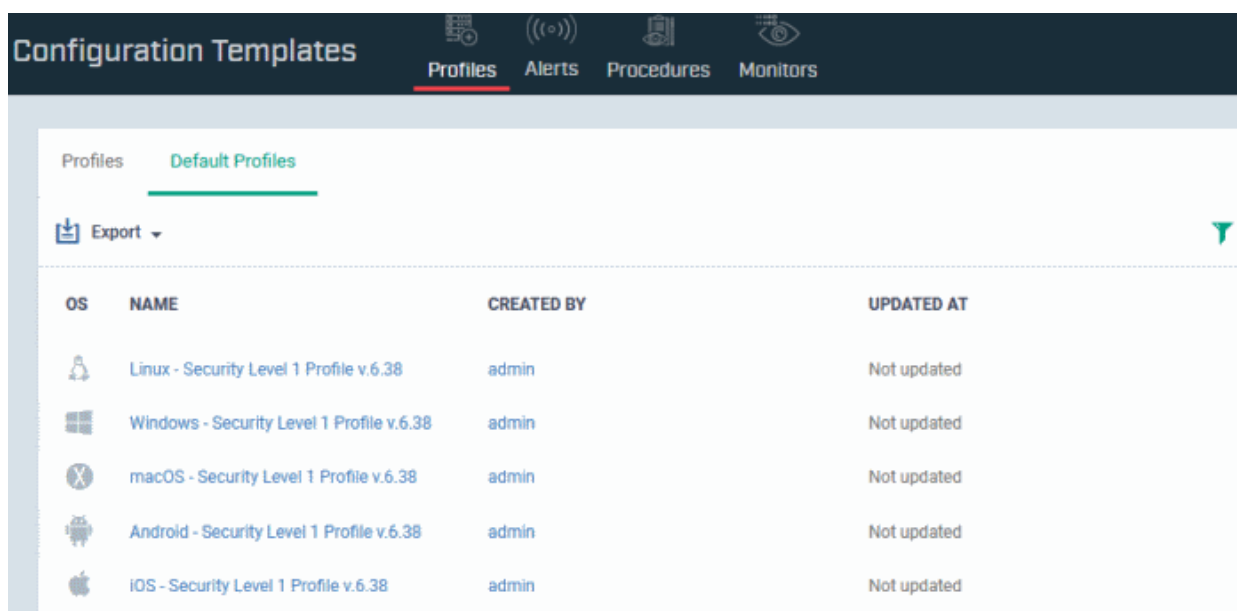 Configuration Templates
Profiles Alerts Procedures Monitors
Profiles Default Profiles
Export
OS NAME CREATED BY UPDATED AT
Linux - Security Level 1 Profile v.6.38 admin Not updated
Windows - Security Level 1 Profile v.6.38 admin Not updated
macOS - Security Level 1 Profile v.6.38 admin Not updated
Android - Security Level 1 Profile v.6.38 admin Not updated
iOS - Security Level 1 Profile v.6.38 admin Not updated